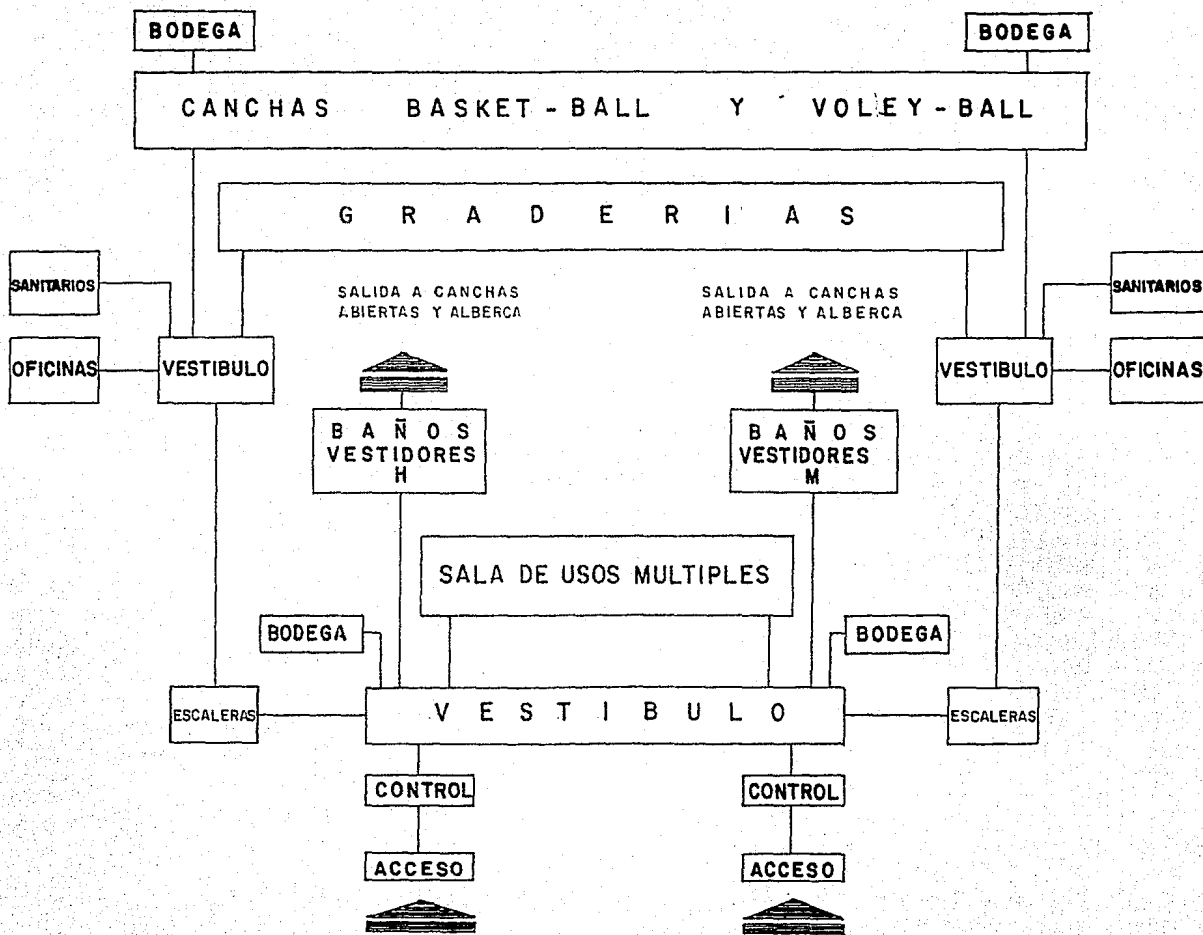 BODEGA
BODEGA
CANCHAS BASKET-BALL Y VOLEY-BALL
GRADERIAS
SANITARIOS
SALIDA A CANCHAS
ABIERTAS Y ALBERCA
SALIDA A CANCHAS
ABIERTAS Y ALBERCA
SANITARIOS
OFICINAS
VESTIBULO
VESTIBULO
OFICINAS
BAÑOS
VESTIDORES
H
BAÑOS
VESTIDORES
M
SALA DE USOS MULTIPLES
BODEGA
BODEGA
ESCALERAS
VESTIBULO
ESCALERAS
CONTROL
CONTROL
ACCESO
ACCESO